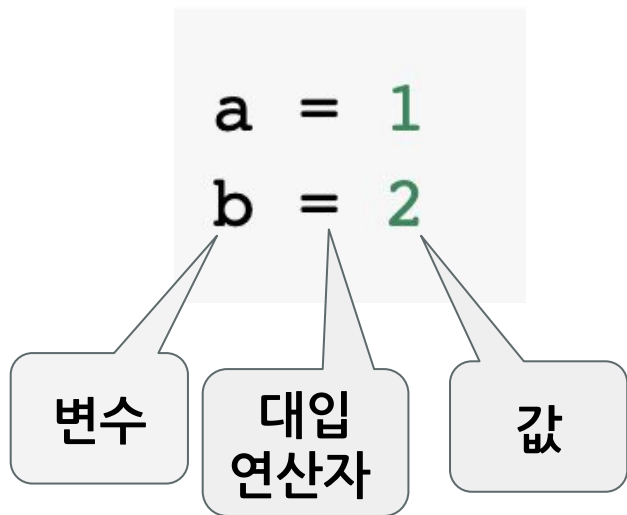 a = 1
b = 2
변수
대입
연산자
값